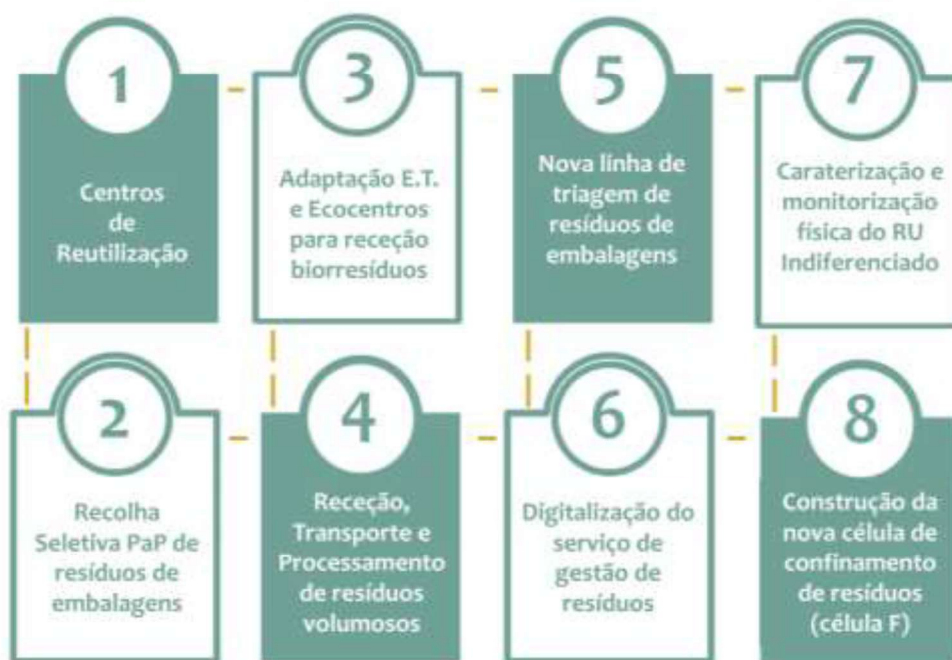 1
Centros
de
Reutilização
2
Recolha
Seletiva PaP de
resíduos de
embalagens
3
Adaptação E.T.
e Ecocentros
para receção
biorresíduos
4
Receção,
Transporte e
Processamento
de resíduos
volumosos
5
Nova linha de
triagem de
resíduos de
embalagens
6
Digitalização do
serviço de
gestão de
resíduos
7
Caraterização e
monitorização
física do RU
Indiferenciado
8
Construção da
nova célula de
confinamento
de resíduos
(célula F)